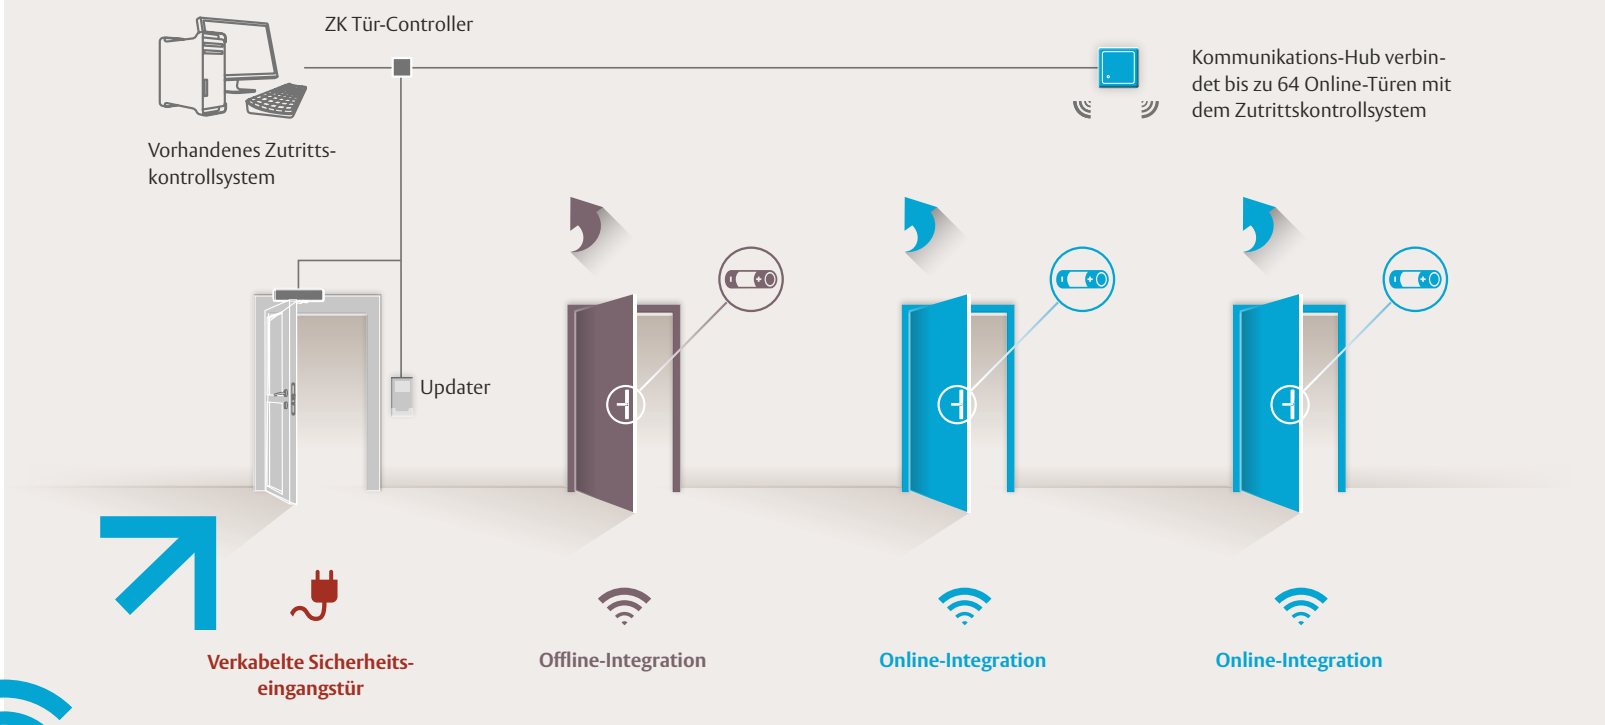 ZK Tür-Controller
Kommunikations-Hub verbin-
det bis zu 64 Online-Türen mit
dem Zutrittskontrollsystem
Vorhandenes Zutritts-
kontrollsystem
Updater
Verkabelte Sicherheits-
eingangstür
Offline-Integration
Online-Integration
Online-Integration